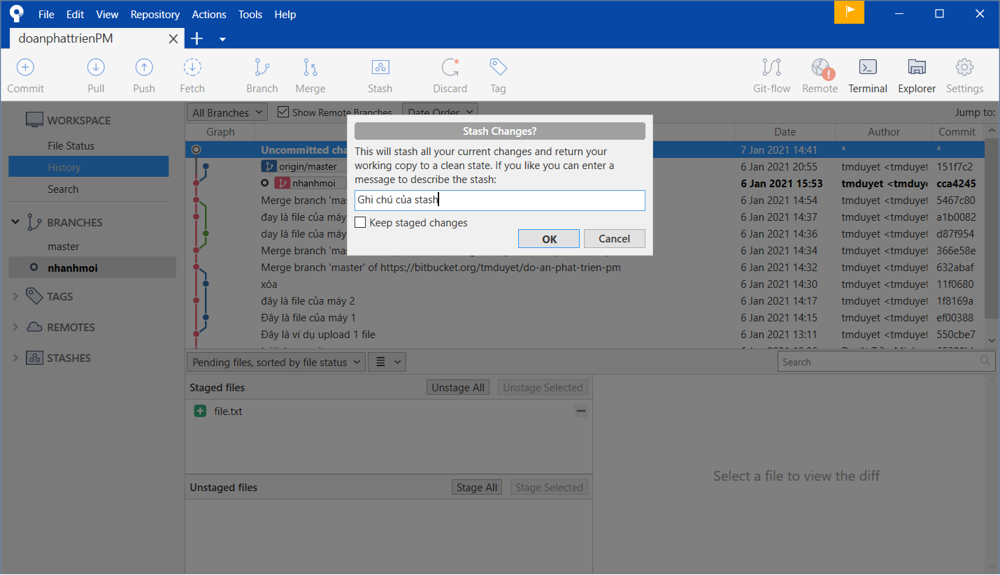 File Edit View Repository Actions Tools Help
doanphattrienPM
Commit Pull Push Fetch Branch Merge Stash Discard Tag Git-flow Remote Terminal Explorer Settings
WORKSPACE
File Status
History
Search
BRANCHES
master
nhanhmoi
TAGS
REMOTES
STASHES
All Branches Show Remote Branches Date Order Jump to:
Graph Date Author Commit
Uncommitted cha 7 Jan 2021 14:41 * *
origin/master 6 Jan 2021 20:55 tmduyet <tmduyet 151f7c2
nhanhmoi 6 Jan 2021 15:53 tmduyet <tmduye cca4245
Merge branch 'mas 6 Jan 2021 14:54 tmduyet <tmduyet 5467c80
đay là file của máy 6 Jan 2021 14:37 tmduyet <tmduyet a1b0082
day là file của máy 6 Jan 2021 14:36 tmduyet <tmduyet d87f954
Merge branch 'mas 6 Jan 2021 14:34 tmduyet <tmduyet 366e58e
Merge branch 'master' of https://bitbucket.org/tmduyet/do-an-phat-trien-pm 6 Jan 2021 14:32 tmduyet <tmduyet 632abaf
xóa 6 Jan 2021 14:30 tmduyet <tmduyet 11f0680
đây là file của máy 2 6 Jan 2021 14:17 tmduyet <tmduyet 1f8169a
Đây là file của máy 1 6 Jan 2021 14:15 tmduyet <tmduyet ef00388
Đây là ví dụ upload 1 file 6 Jan 2021 13:11 tmduyet <tmduyet 550cbe7
Stash Changes?
This will stash all your current changes and return your
working copy to a clean state. If you like you can enter a
message to describe the stash:
Ghi chú của stash
Keep staged changes
OK Cancel
Pending files, sorted by file status Search
Staged files Unstage All Unstage Selected
file.txt
Unstaged files Stage All Stage Selected
Select a file to view the diff